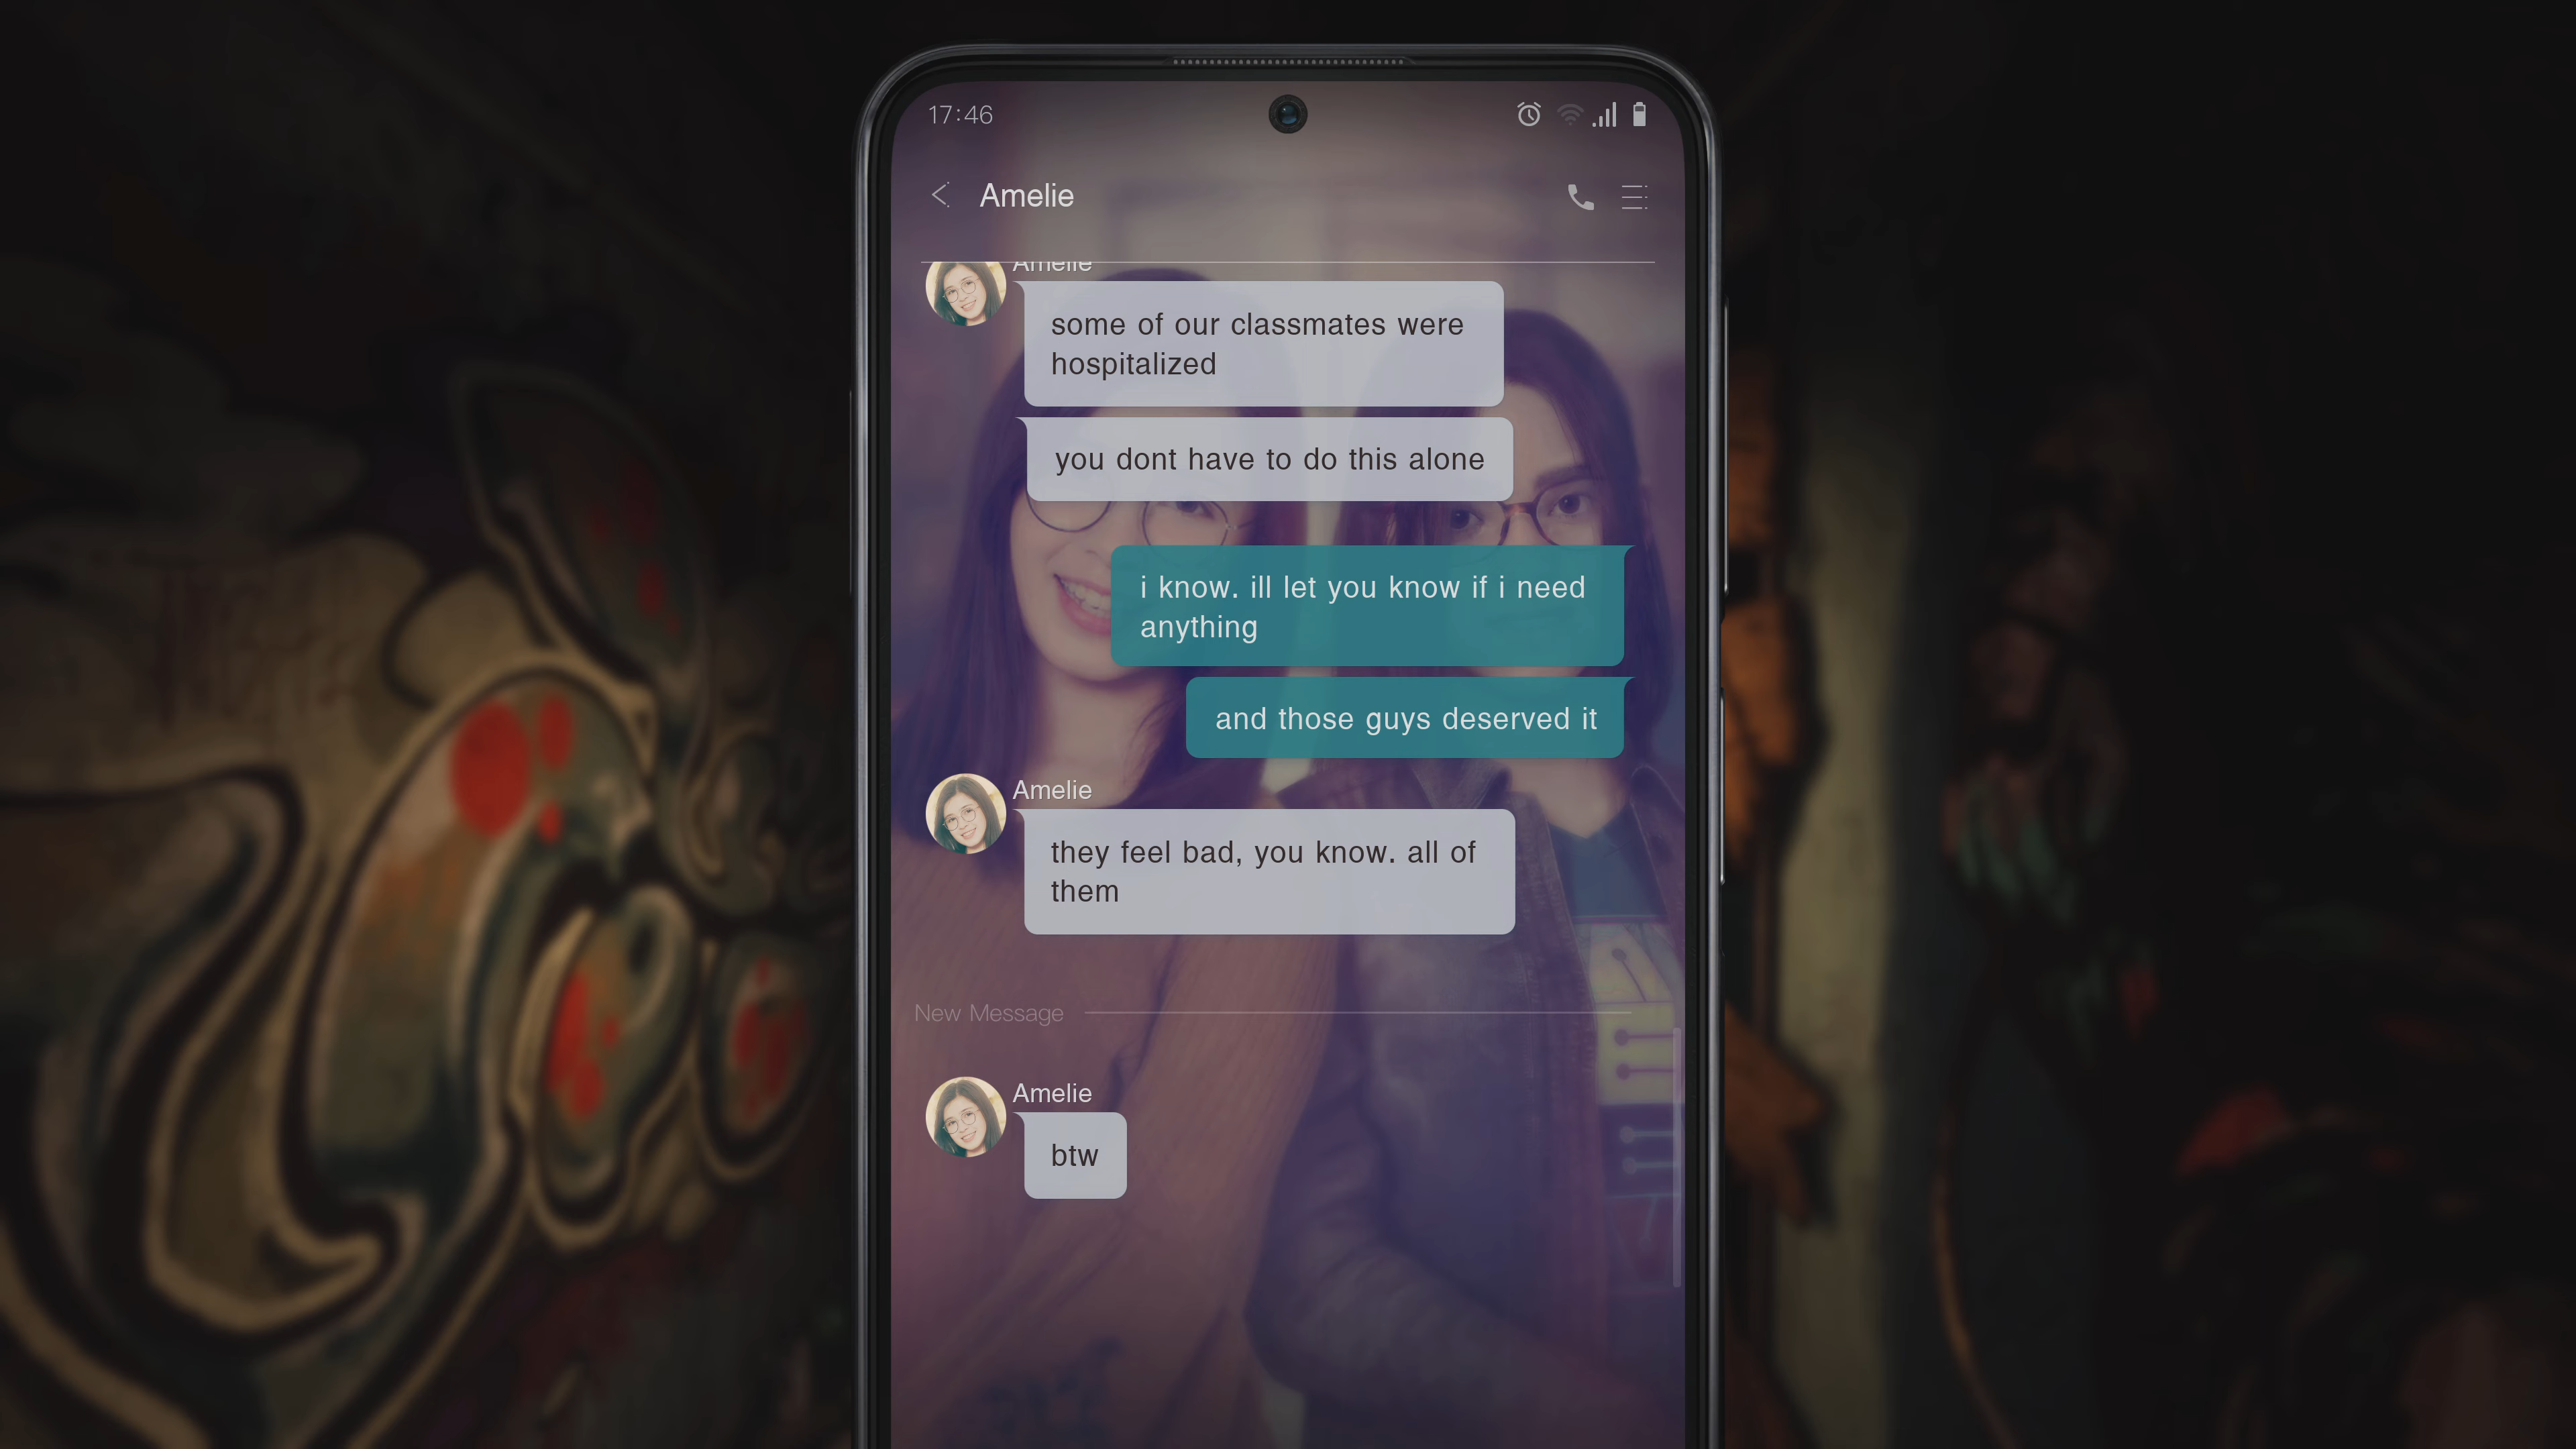 17:46
Amelie
Amelie
some of our classmates were
hospitalized
you dont have to do this alone
i know. ill let you know if i need
anything
and those guys deserved it
Amelie
they feel bad, you know. all of
them
New Message
Amelie
btw